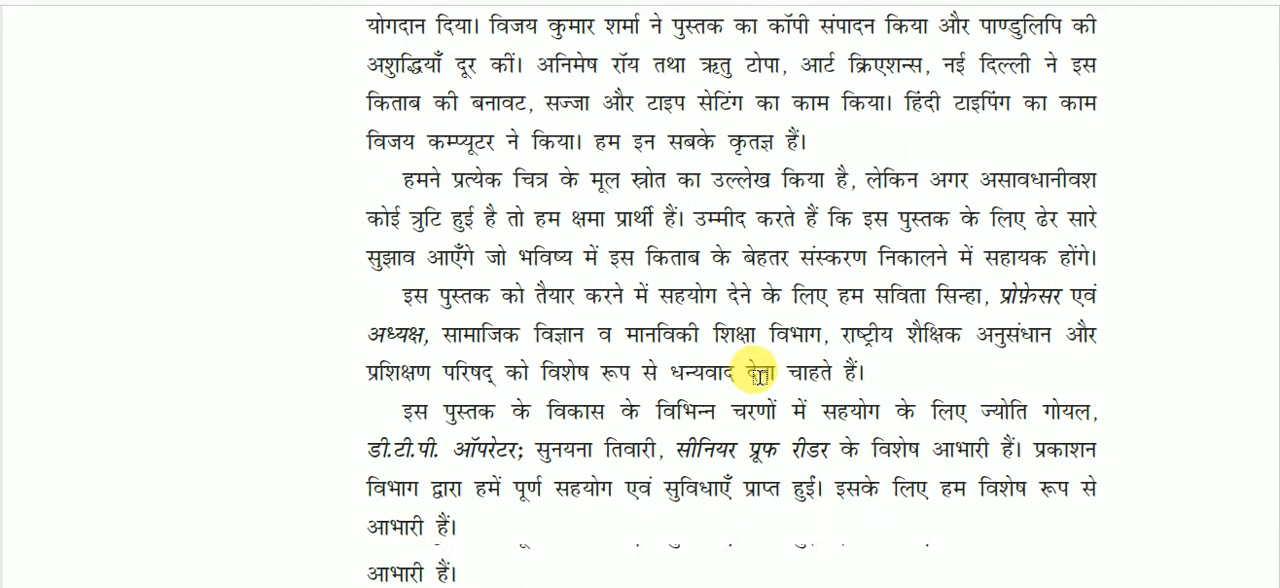 योगदान दिया। विजय कुमार शर्मा ने पुस्तक का कॉपी संपादन किया और पाण्डुलिपि की
अशुद्धियाँ दूर कीं। अनिमेष रॉय तथा ऋतु टोपा, आर्ट क्रिएशन्स, नई दिल्ली ने इस
किताब की बनावट, सज्जा और टाइप सेटिंग का काम किया। हिंदी टाइपिंग का काम
विजय कम्प्यूटर ने किया। हम इन सबके कृतज्ञ हैं।
हमने प्रत्येक चित्र के मूल स्रोत का उल्लेख किया है, लेकिन अगर असावधानीवश
कोई त्रुटि हुई है तो हम क्षमा प्रार्थी हैं। उम्मीद करते हैं कि इस पुस्तक के लिए ढेर सारे
सुझाव आएँगे जो भविष्य में इस किताब के बेहतर संस्करण निकालने में सहायक होंगे।
इस पुस्तक को तैयार करने में सहयोग देने के लिए हम सविता सिन्हा, प्रोफ़ेसर एवं
अध्यक्ष, सामाजिक विज्ञान व मानविकी शिक्षा विभाग, राष्ट्रीय शैक्षिक अनुसंधान और
प्रशिक्षण परिषद् को विशेष रूप से धन्यवाद देना चाहते हैं।
इस पुस्तक के विकास के विभिन्न चरणों में सहयोग के लिए ज्योति गोयल,
डी.टी.पी. ऑपरेटर; सुनयना तिवारी, सीनियर प्रूफ रीडर के विशेष आभारी हैं। प्रकाशन
विभाग द्वारा हमें पूर्ण सहयोग एवं सुविधाएँ प्राप्त हुईं। इसके लिए हम विशेष रूप से
आभारी हैं।
आभारी हैं।